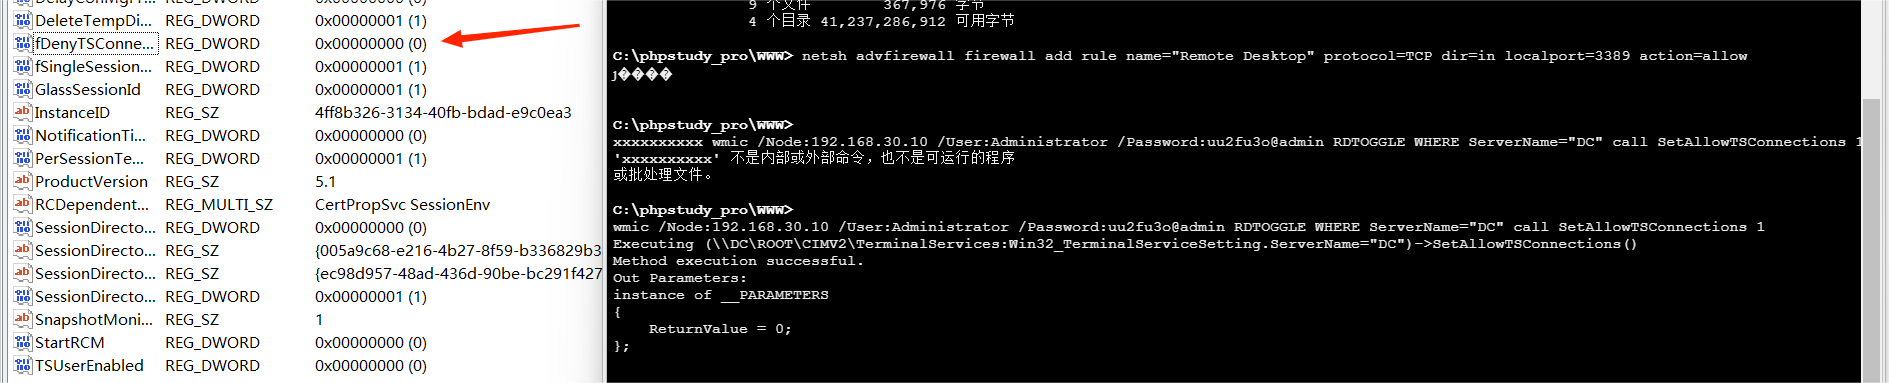 DeleteTempDi... REG_DWORD 0x00000001 (1)
fDenyTSConne... REG_DWORD 0x00000000 (0)
fSingleSession... REG_DWORD 0x00000001 (1)
GlassSessionId REG_DWORD 0x00000001 (1)
InstanceID REG_SZ 4ff8b326-3134-40fb-bdad-e9c0ea3
NotificationTi... REG_DWORD 0x00000000 (0)
PerSessionTe... REG_DWORD 0x00000001 (1)
ProductVersion REG_SZ 5.1
RCDependent... REG_MULTI_SZ CertPropSvc SessionEnv
SessionDirecto... REG_DWORD 0x00000000 (0)
SessionDirecto... REG_SZ {005a9c68-e216-4b27-8f59-b336829b3
SessionDirecto... REG_SZ {ec98d957-48ad-436d-90be-bc291f427
SessionDirecto... REG_DWORD 0x00000001 (1)
SnapshotMoni... REG_SZ 1
StartRCM REG_DWORD 0x00000000 (0)
TSUserEnabled REG_DWORD 0x00000000 (0)
9 个文件 367,976 字节
4 个目录 41,237,286,912 可用字节
C:\phpstudy_pro\WWW> netsh advfirewall firewall add rule name="Remote Desktop" protocol=TCP dir=in localport=3389 action=allow
C:\phpstudy_pro\WWW>
xxxxxxxxxx wmic /Node:192.168.30.10 /User:Administrator /Password:uu2fu3o@admin RDTOGGLE WHERE ServerName="DC" call SetAllowTSConnections 1
'xxxxxxxxxx' 不是内部或外部命令，也不是可运行的程序
或批处理文件。
C:\phpstudy_pro\WWW>
wmic /Node:192.168.30.10 /User:Administrator /Password:uu2fu3o@admin RDTOGGLE WHERE ServerName="DC" call SetAllowTSConnections 1
Executing (\\DC\ROOT\CIMV2\TerminalServices:Win32_TerminalServiceSetting.ServerName="DC")->SetAllowTSConnections()
Method execution successful.
Out Parameters:
instance of __PARAMETERS
{
ReturnValue = 0;
};